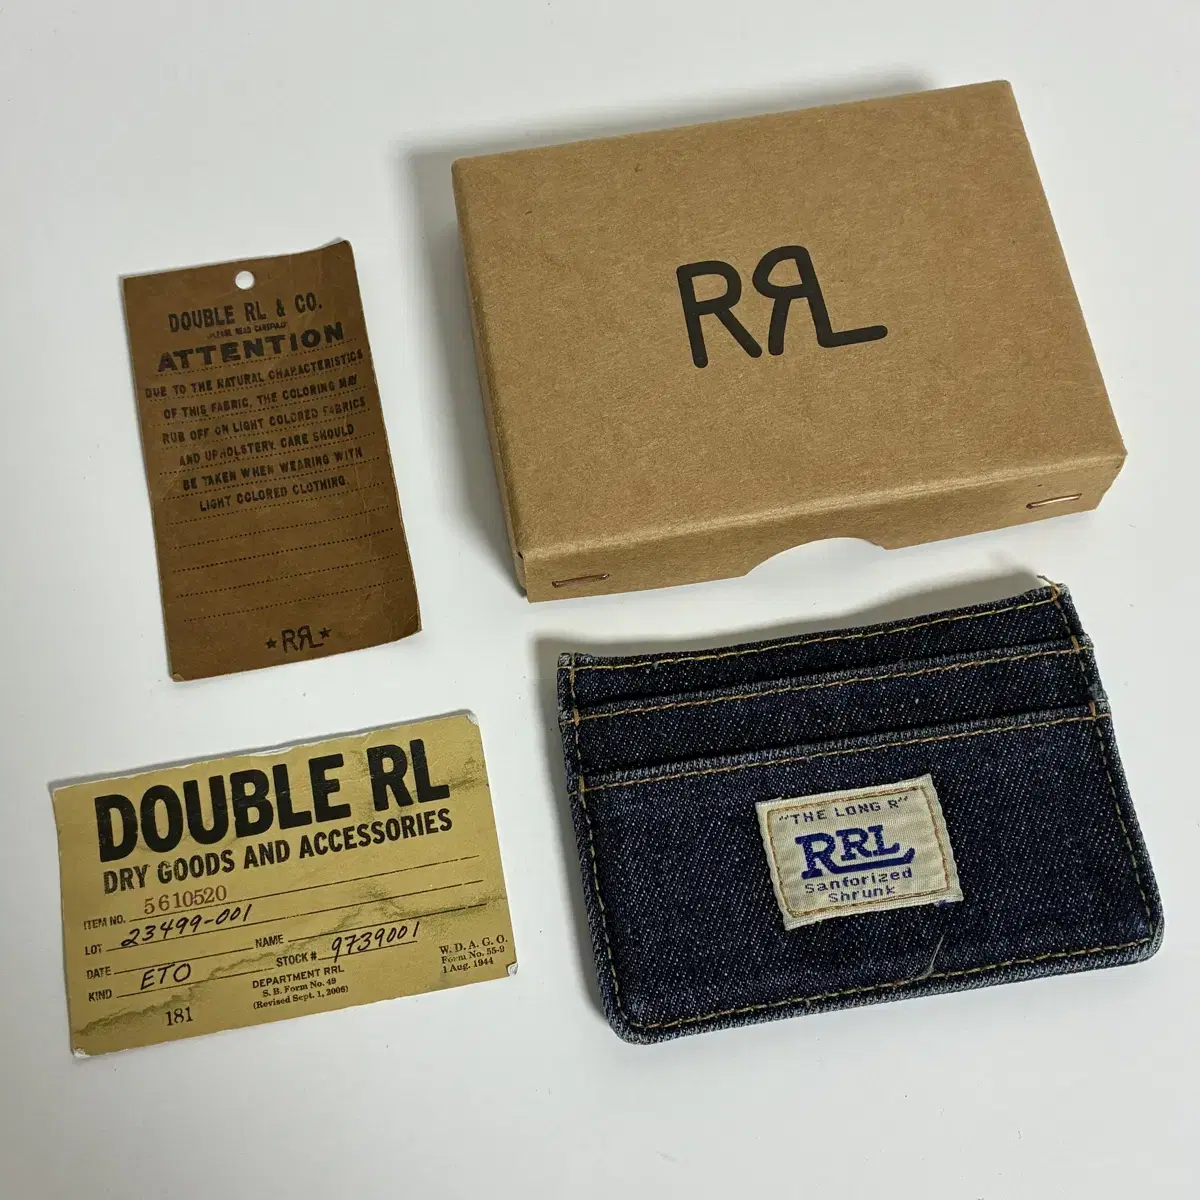 DOUBLE RL & CO.
PLEASE READ CAREFULLY
ATTENTION
DUE TO THE NATURAL CHARACTERISTICS
OF THIS FABRIC, THE COLORING MAY
RUB OFF ON LIGHT COLORED FABRICS
AND UPHOLSTERY. CARE SHOULD
BE TAKEN WHEN WEARING WITH
LIGHT COLORED CLOTHING.
★RRL★
RRL
DOUBLE RL
DRY GOODS AND ACCESSORIES
ITEM NO. 5610520
LOT 23499-001
DATE NAME
KIND ETO STOCK# 9739001
181
DEPARTMENT RRL
S. B. Form No. 49
(Revised Sept. 1, 2006)
W. D. A. G. O.
Form No. 55-9
1 Aug. 1944
"THE LONG R"
RRL
Sanforized
Shrunk